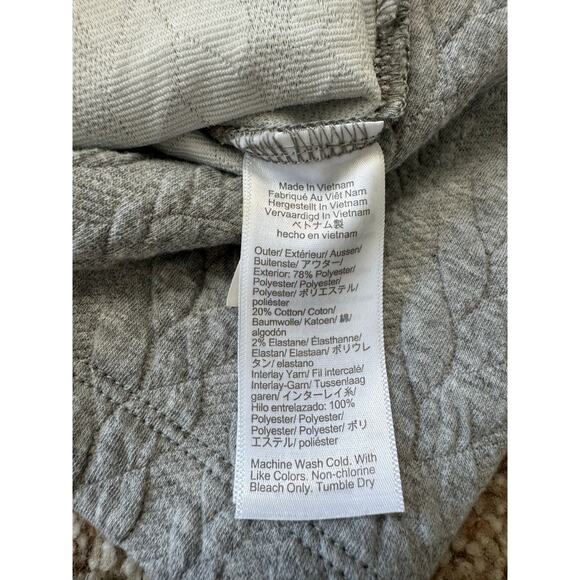 Made In Vietnam
Fabriqué Au Viêt Nam
Hergestellt In Vietnam
Vervaardigd In Vietnam
ベトナム製
hecho en vietnam
Outer/ Extérieur/ Aussen/
Buitenste/ アウター/
Exterior: 78% Polyester/
Polyester/ Polyester/
Polyester/ ポリエステル/
poliéster
20% Cotton/ Coton/
Baumwolle/ Katoen/ 綿/
algodón
2% Elastane/ Élasthanne/
Elastan/ Elastaan/ ポリウレ
タン/ elastano
Interlay Yarn/ Fil intercalé/
Interlay-Garn/ Tussenlaag
garen/ インターレイ糸/
Hilo entrelazado: 100%
Polyester/ Polyester/
Polyester/ Polyester/ ポリ
エステル/ poliéster
Machine Wash Cold. With
Like Colors. Non-chlorine
Bleach Only. Tumble Dry